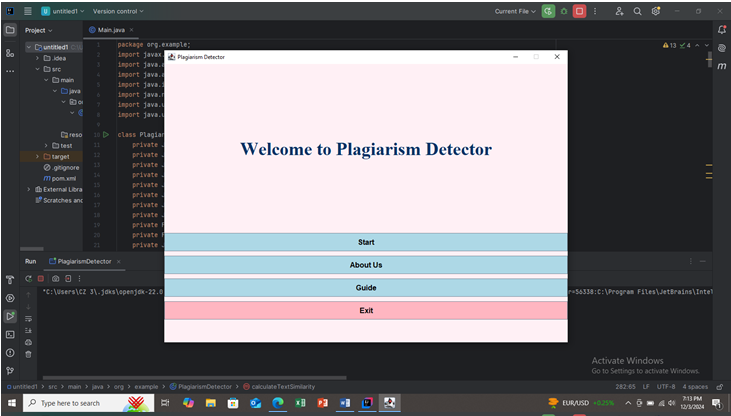 untitled1
Version control
Current File
Project
Main.java
untitled1
.idea
src
main
java
test
target
.gitignore
pom.xml
External Libra
Scratches and
1 package org.example;
2 import javax.
3 import java.a
4 import java.a
5 import java.i
6 import java.n
7 import java.u
8 import java.u
10 class Plagiar
11 private
12 private
13 private
14 private
15 private
16 private
17 private
18 private
19 private F
20 private F
21 private
13 4
Plagiarism Detector
Welcome to Plagiarism Detector
Start
About Us
Guide
Exit
Run
PlagiarismDetector
"C:\Users\CZ 3\.jdks\openjdk-22.0
=56338:C:\Program Files\JetBrains\Inte
Activate Windows
Go to Settings to activate Windows.
untitled1 > src > main > java > org > example > PlagiarismDetector > calculateTextSimilarity
282:65 LF UTF-8 4 spaces
Type here to search
EUR/USD +0.25%
7:13 PM
12/3/2024